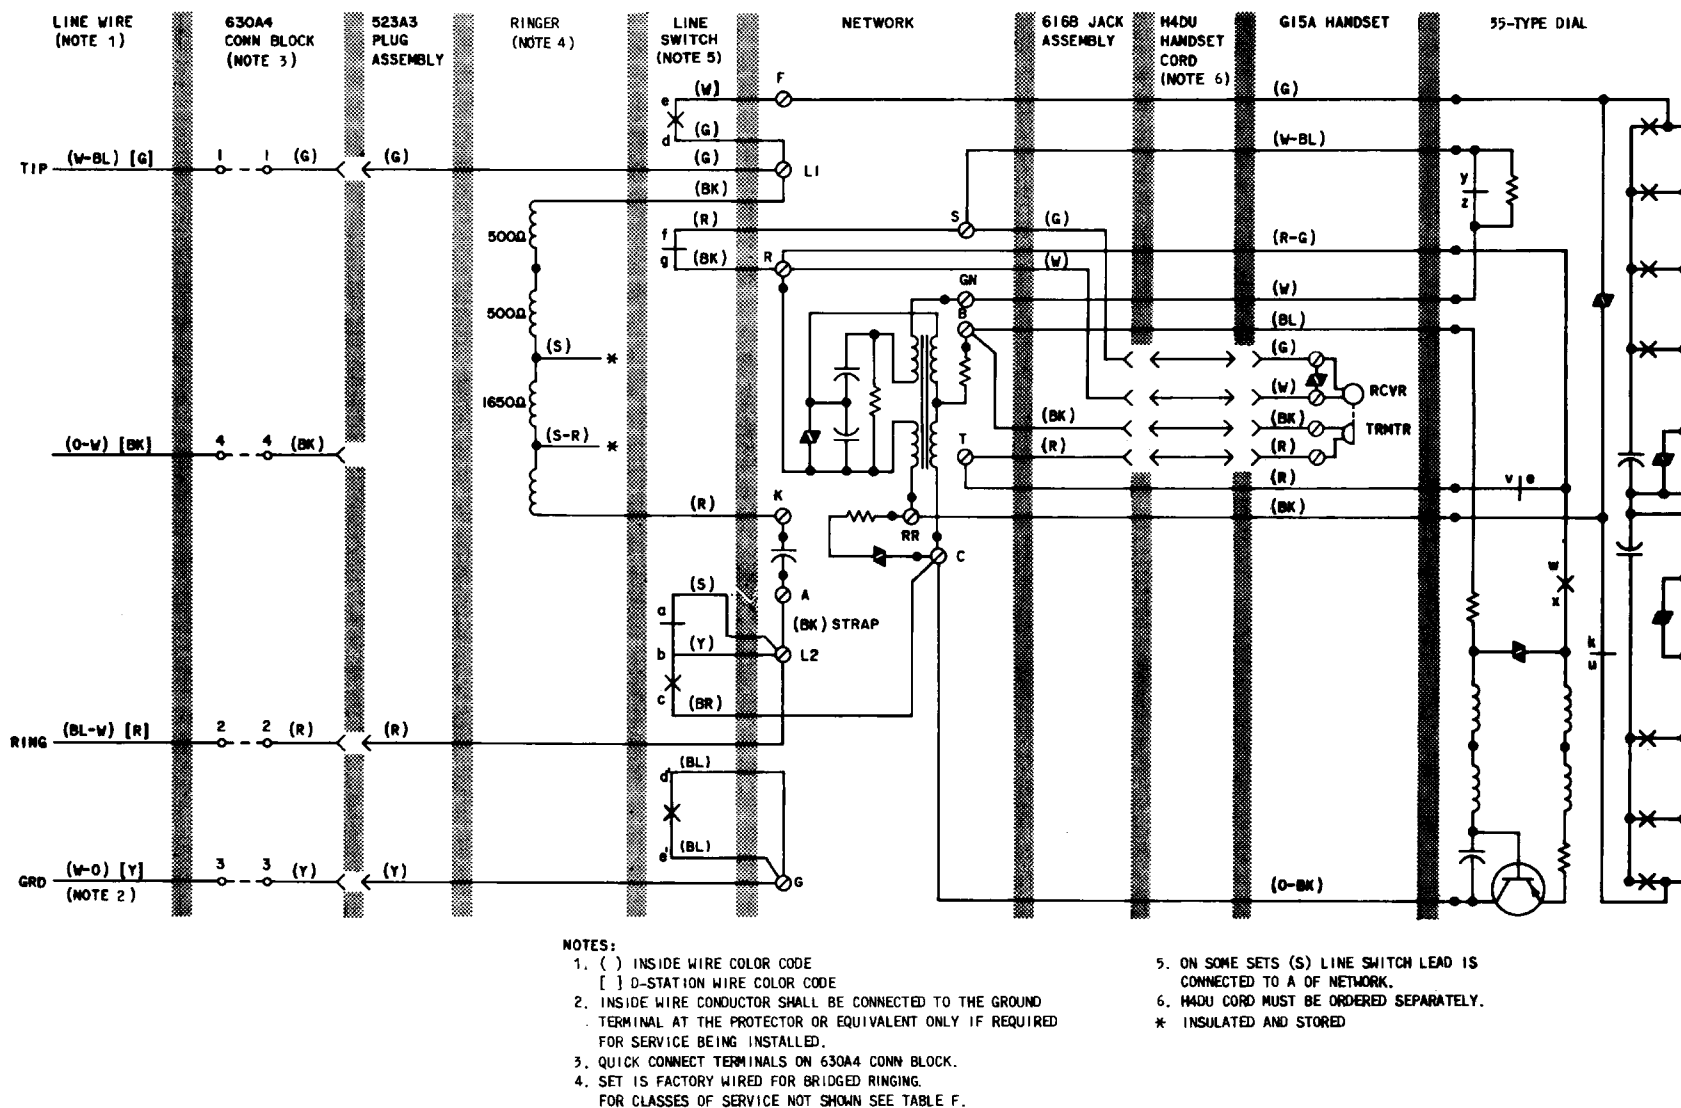 LINE WIRE
(NOTE 1)
630A4
CONN BLOCK
(NOTE 3)
523A3
PLUG
ASSEMBLY
RINGER
(NOTE 4)
LINE
SWITCH
(NOTE 5)
NETWORK
616B JACK
ASSEMBLY
H4DU
HANDSET
CORD
(NOTE 6)
G15A HANDSET
35-TYPE DIAL
F
e
(W)
(G)
d
(G)
(W-BL)
TIP
(W-BL) [G]
1
1
(G)
(G)
(G)
L1
(BK)
y
z
500Ω
f
(R)
S
(G)
g
(BK)
R
(W)
(R-G)
GN
(W)
500Ω
B
(BL)
(S)
*
(G)
1650Ω
(W)
RCVR
(BK)
(BK)
TRMTR
(O-W) [BK]
4
4
(BK)
(S-R)
*
T
(R)
(R)
(R)
v
e
K
(R)
(BK)
RR
C
w
x
(S)
a
A
(BK) STRAP
b
(Y)
L2
k
u
c
(BR)
RING
(BL-W) [R]
2
2
(R)
(R)
d'
(BL)
e'
(BL)
GRD
(W-O) [Y]
3
3
(Y)
(Y)
G
(O-BK)
(NOTE 2)
NOTES:
1. ( ) INSIDE WIRE COLOR CODE
[ ] D-STATION WIRE COLOR CODE
2. INSIDE WIRE CONDUCTOR SHALL BE CONNECTED TO THE GROUND
TERMINAL AT THE PROTECTOR OR EQUIVALENT ONLY IF REQUIRED
FOR SERVICE BEING INSTALLED.
3. QUICK CONNECT TERMINALS ON 630A4 CONN BLOCK.
4. SET IS FACTORY WIRED FOR BRIDGED RINGING.
FOR CLASSES OF SERVICE NOT SHOWN SEE TABLE F.
5. ON SOME SETS (S) LINE SWITCH LEAD IS
CONNECTED TO A OF NETWORK.
6. H4DU CORD MUST BE ORDERED SEPARATELY.
* INSULATED AND STORED